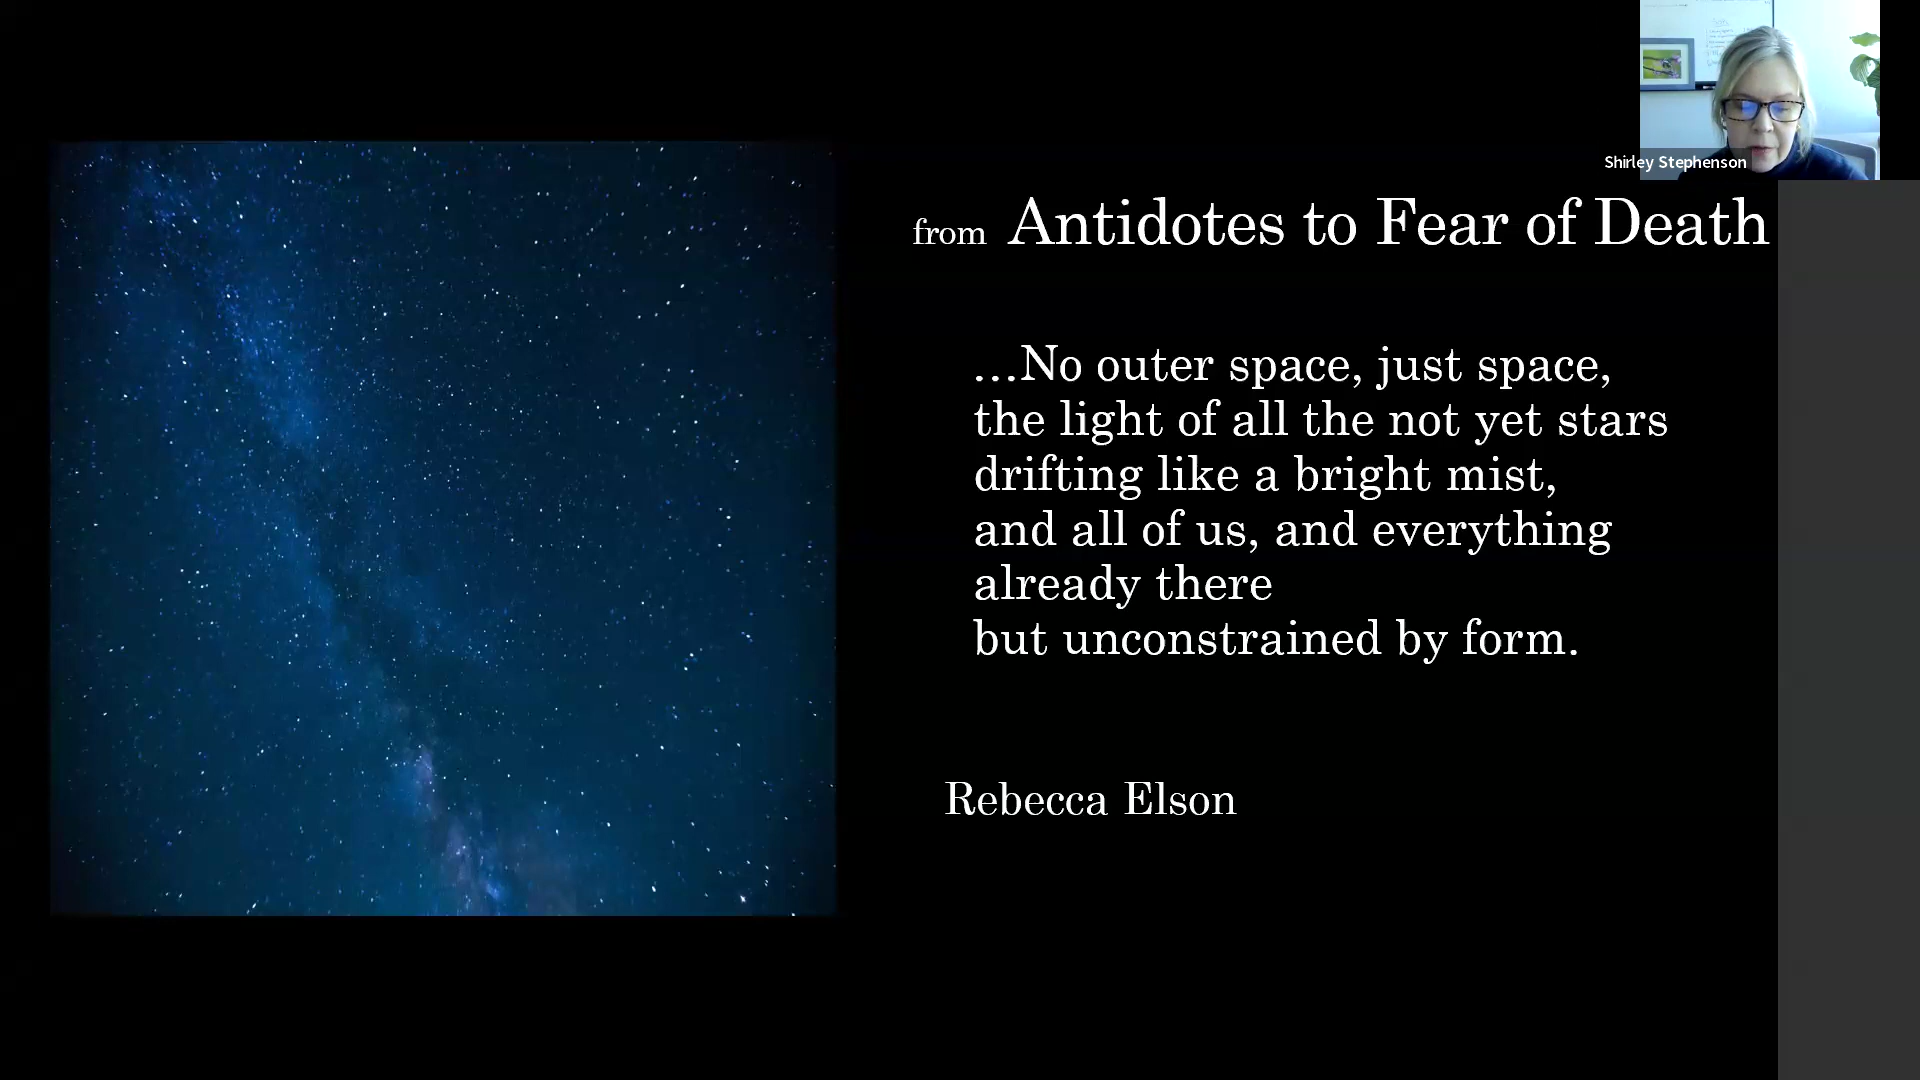 Shirley Stephenson
from Antidotes to Fear of Death
...No outer space, just space,
the light of all the not yet stars
drifting like a bright mist,
and all of us, and everything
already there
but unconstrained by form.
Rebecca Elson